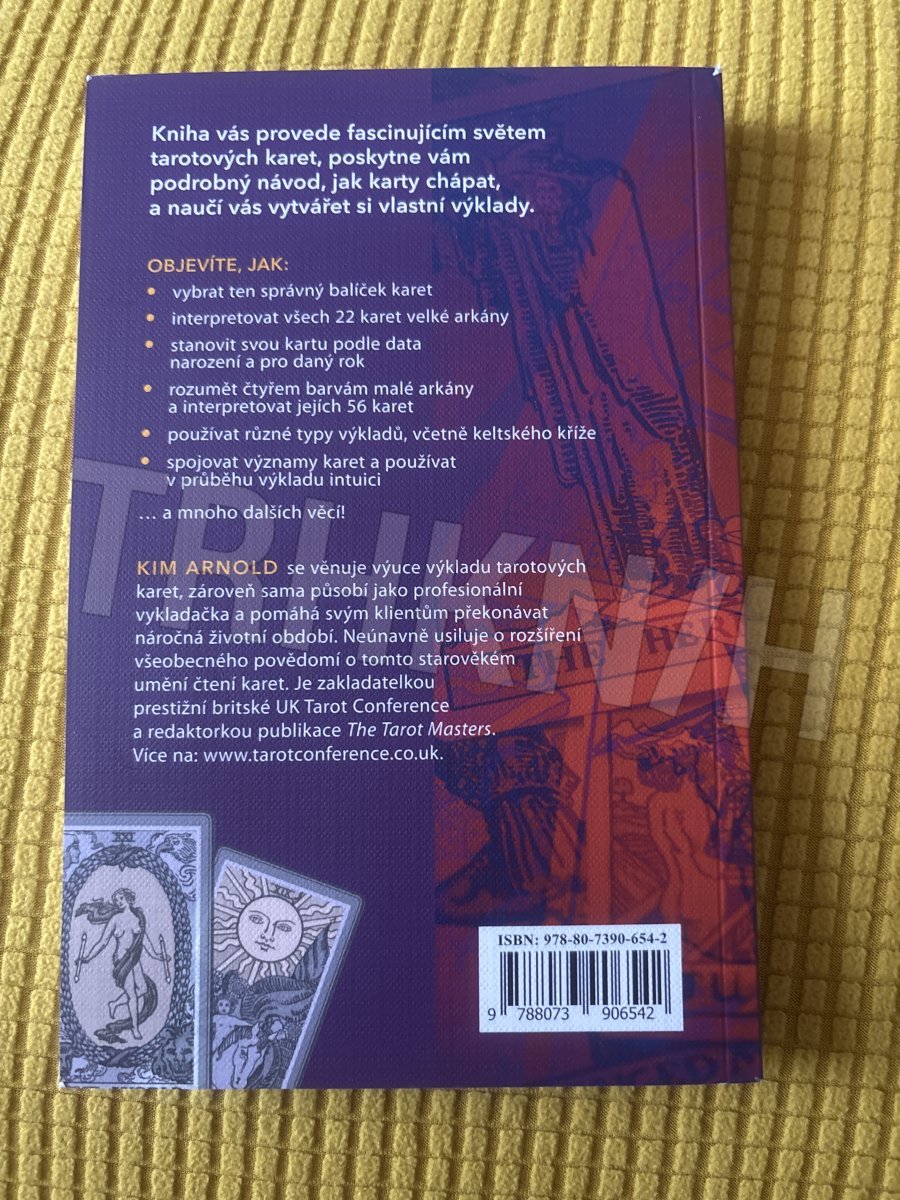 Kniha vás provede fascinujícím světem
tarotových karet, poskytne vám
podrobný návod, jak karty chápat,
a naučí vás vytvářet si vlastní výklady.
OBJEVÍTE, JAK:
• vybrat ten správný balíček karet
• interpretovat všech 22 karet velké arkány
• stanovit svou kartu podle data
narození a pro daný rok
• rozumět čtyřem barvám malé arkány
a interpretovat jejích 56 karet
• používat různé typy výkladů, včetně keltského kříže
• spojovat významy karet a používat
v průběhu výkladu intuici
... a mnoho dalších věcí!
KIM ARNOLD se věnuje výuce výkladu tarotových
karet, zároveň sama působí jako profesionální
vykladačka a pomáhá svým klientům překonávat
náročná životní období. Neúnavně usiluje o rozšíření
všeobecného povědomí o tomto starověkém
umění čtení karet. Je zakladatelkou
prestižní britské UK Tarot Conference
a redaktorkou publikace The Tarot Masters.
Více na: www.tarotconference.co.uk.
TRHKNIH
THE HER
XXI
ISBN: 978-80-7390-654-2
9 788073 906542